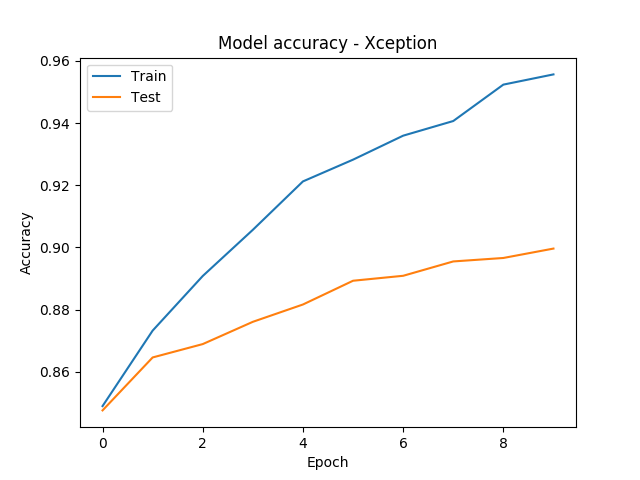 Model accuracy - Xception
Train
Test
0.96
0.94
0.92
0.90
0.88
0.86
Accuracy
0 2 4 6 8
Epoch